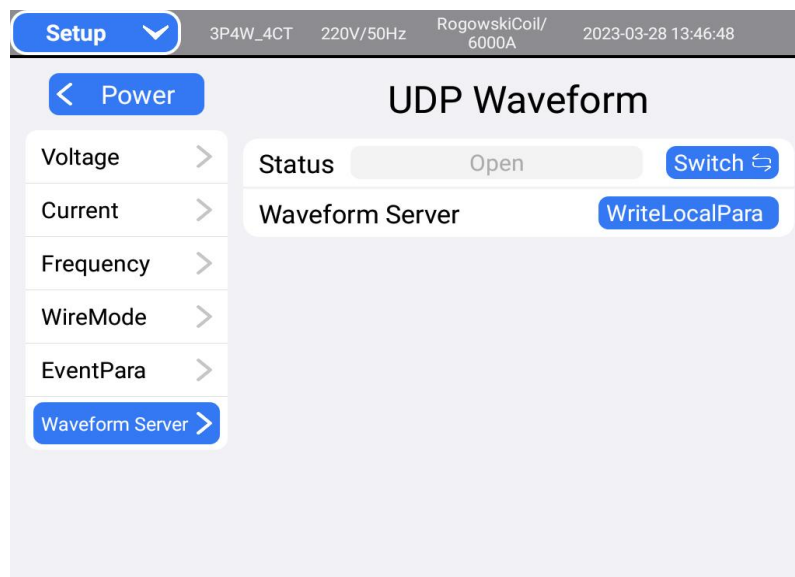 Setup
3P4W_4CT
220V/50Hz
RogowskiCoil/
6000A
2023-03-28 13:46:48
Power
UDP Waveform
Voltage
Current
Frequency
WireMode
EventPara
Waveform Server
Status
Open
Switch
Waveform Server
WriteLocalPara